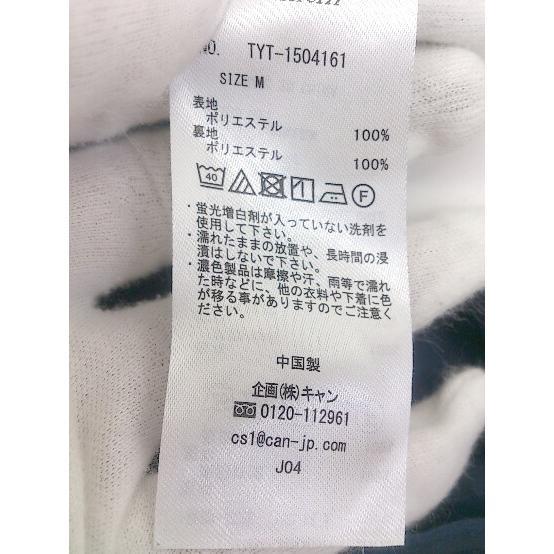 NO. TYT-1504161
SIZE M
表地
ポリエステル 100%
裏地
ポリエステル 100%
40
F
・蛍光増白剤が入っていない洗剤を
使用して下さい。
・濡れたままの放置や、長時間の浸
漬はしないで下さい。
・濃色製品は摩擦や汗、雨等で濡れ
た時などに、他の衣料や下着に色
が移る事がありますのでご注意く
ださい。
中国製
企画(株)キャン
0120-112961
cs1@can-jp.com
J04